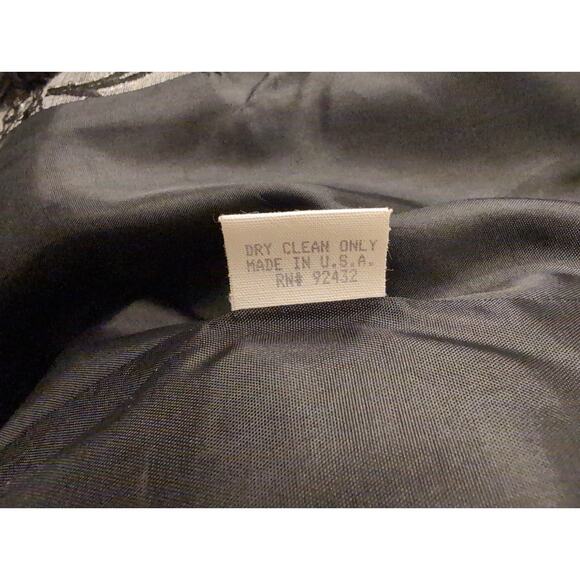 DRY CLEAN ONLY
MADE IN U.S.A.
RN# 92432